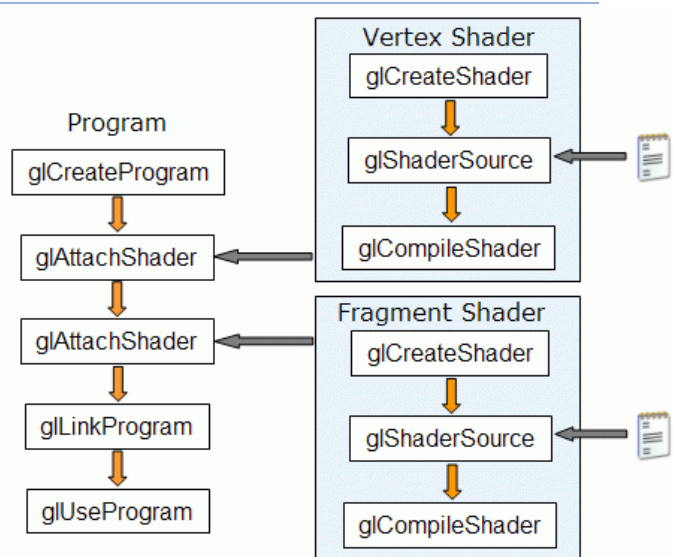 Program
glCreateProgram
glAttachShader
glAttachShader
glLinkProgram
glUseProgram
Vertex Shader
glCreateShader
glShaderSource
glCompileShader
Fragment Shader
glCreateShader
glShaderSource
glCompileShader